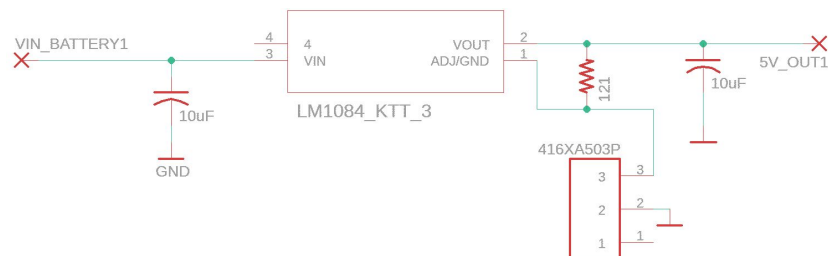 VIN_BATTERY1
4 4 VOUT 2
3 VIN ADJ/GND 1
5V_OUT1
10uF
121
10uF
LM1084_KTT_3
GND
416XA503P
3 3
2 2
1 1